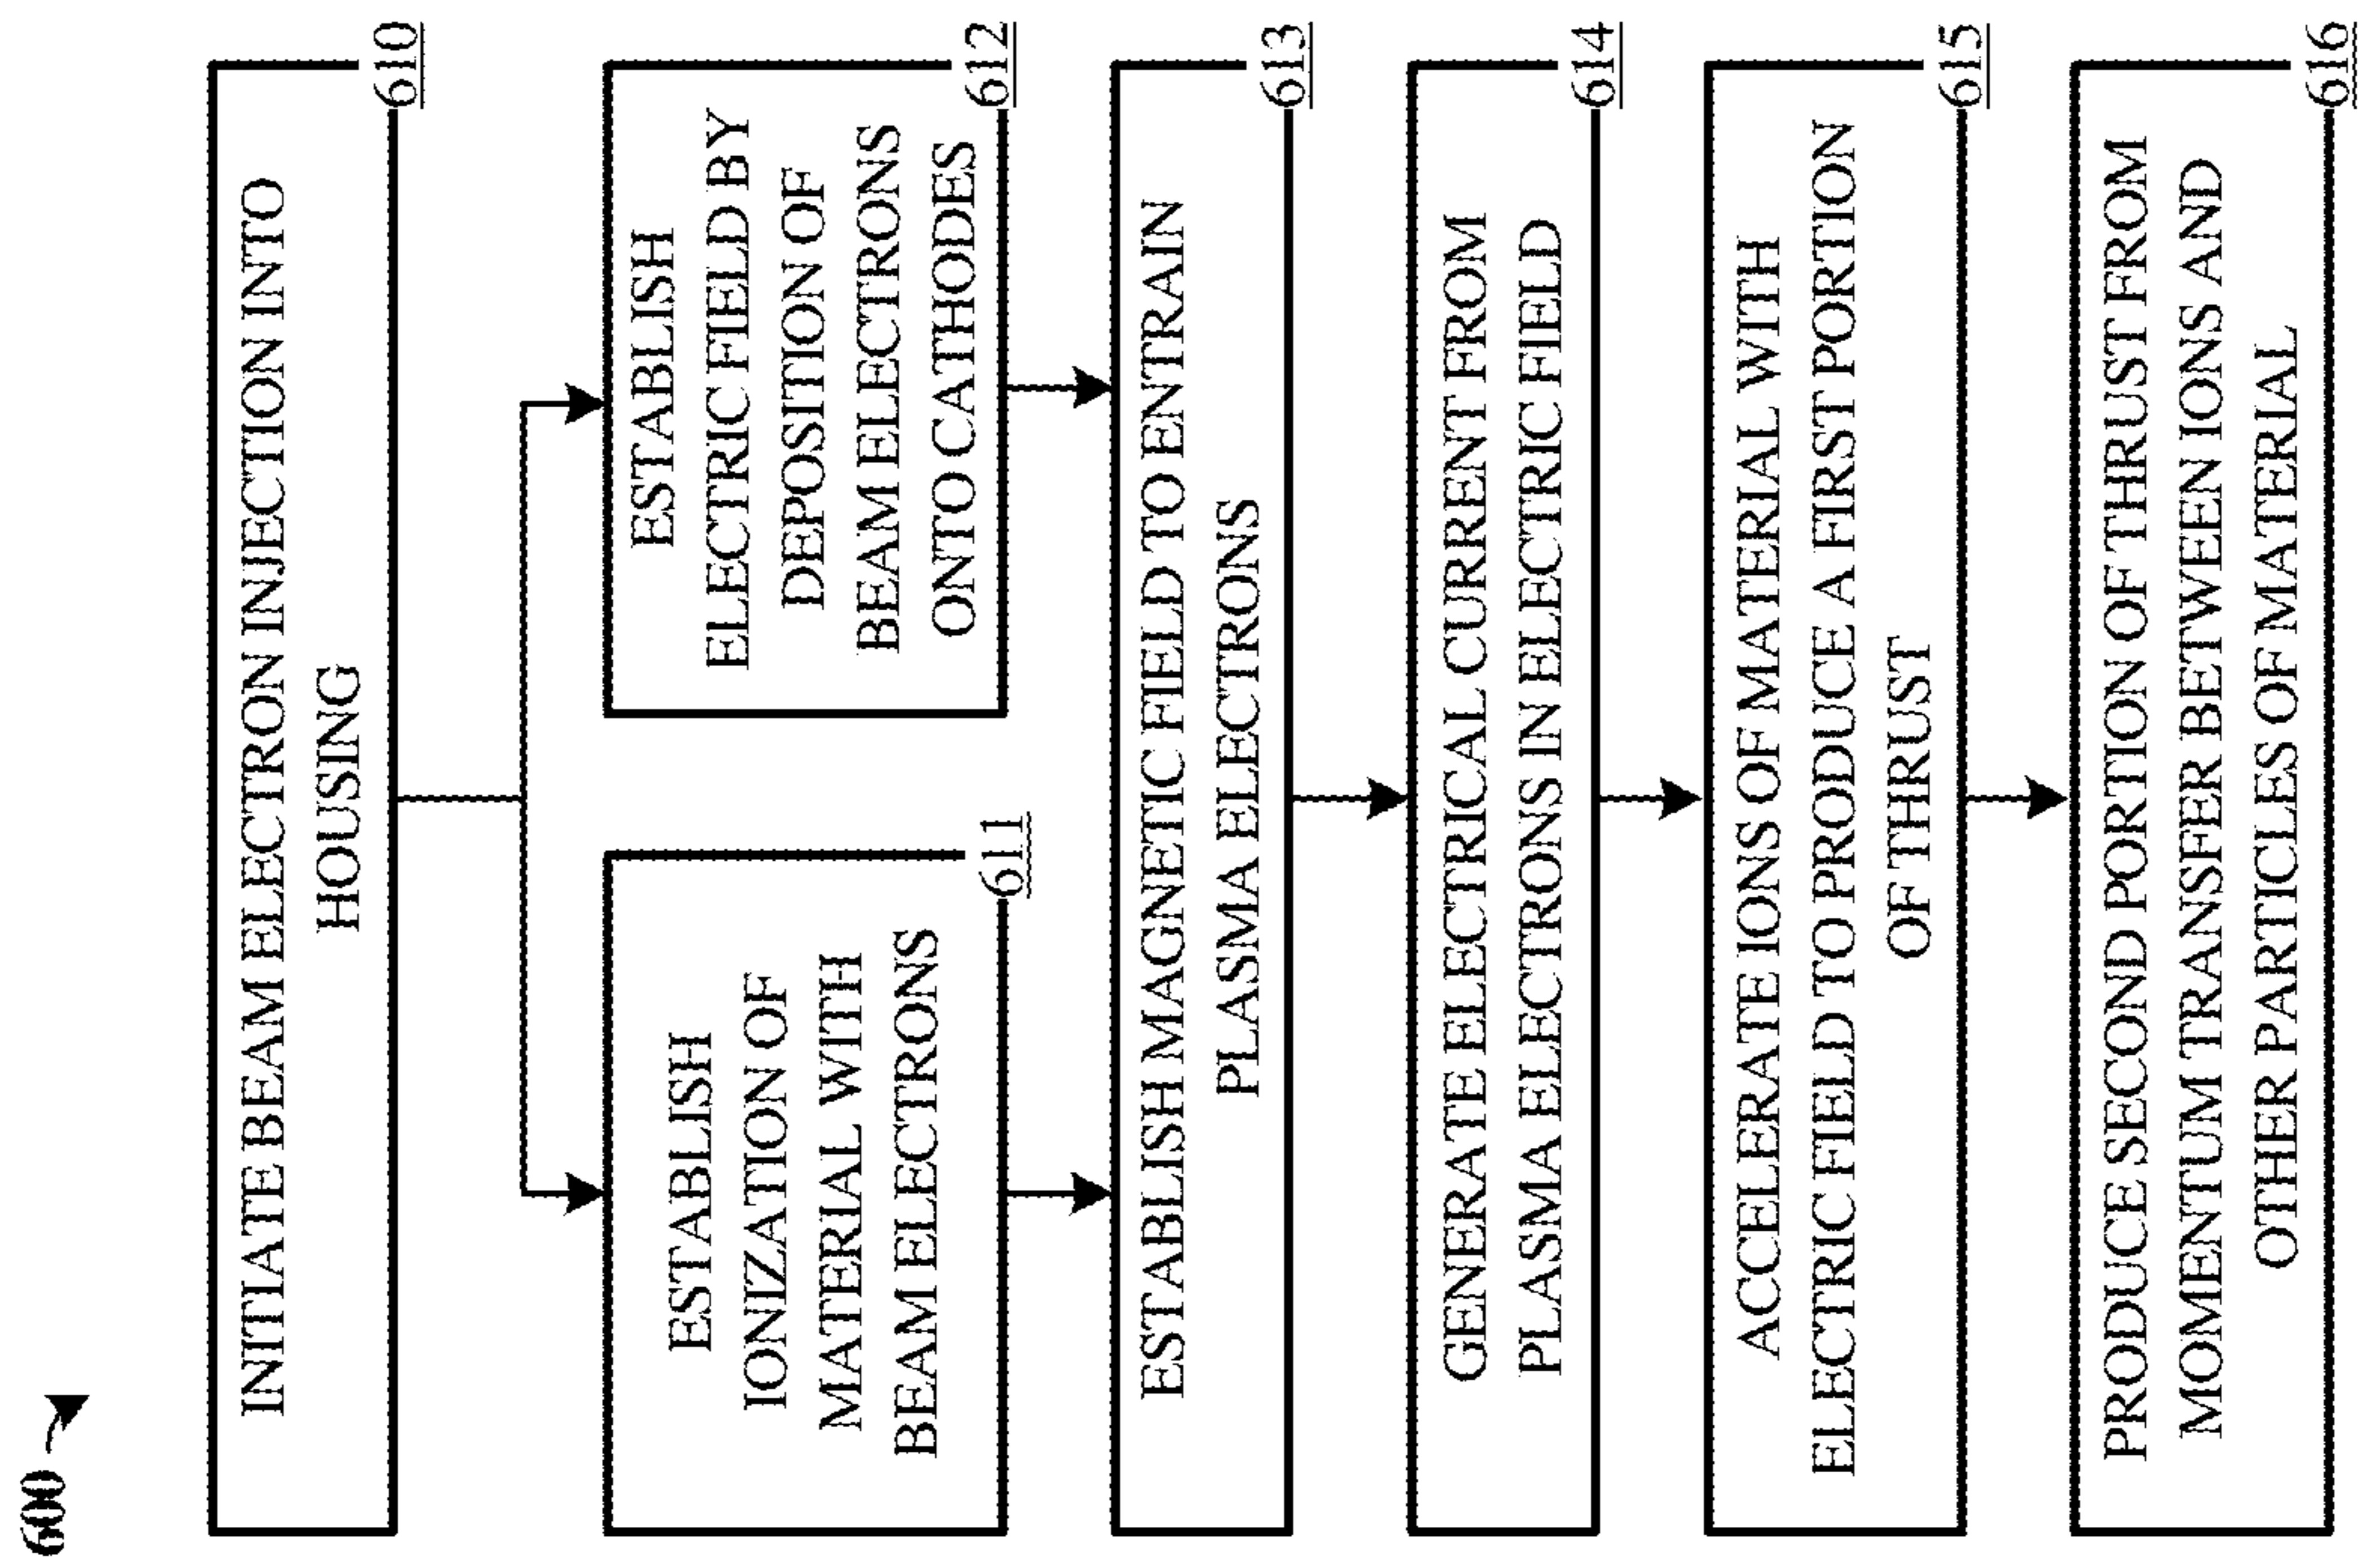 600
INITIATE BEAM ELECTRON INJECTION INTO
HOUSING
610
ESTABLISH
IONIZATION OF
MATERIAL WITH
BEAM ELECTRONS
611
ESTABLISH
ELECTRIC FIELD BY
DEPOSITION OF
BEAM ELECTRONS
ONTO CATHODES
612
ESTABLISH MAGNETIC FIELD TO ENTRAIN
PLASMA ELECTRONS
613
GENERATE ELECTRICAL CURRENT FROM
PLASMA ELECTRONS IN ELECTRIC FIELD
614
ACCELERATE IONS OF MATERIAL WITH
ELECTRIC FIELD TO PRODUCE A FIRST PORTION
OF THRUST
615
PRODUCE SECOND PORTION OF THRUST FROM
MOMENTUM TRANSFER BETWEEN IONS AND
OTHER PARTICLES OF MATERIAL
616